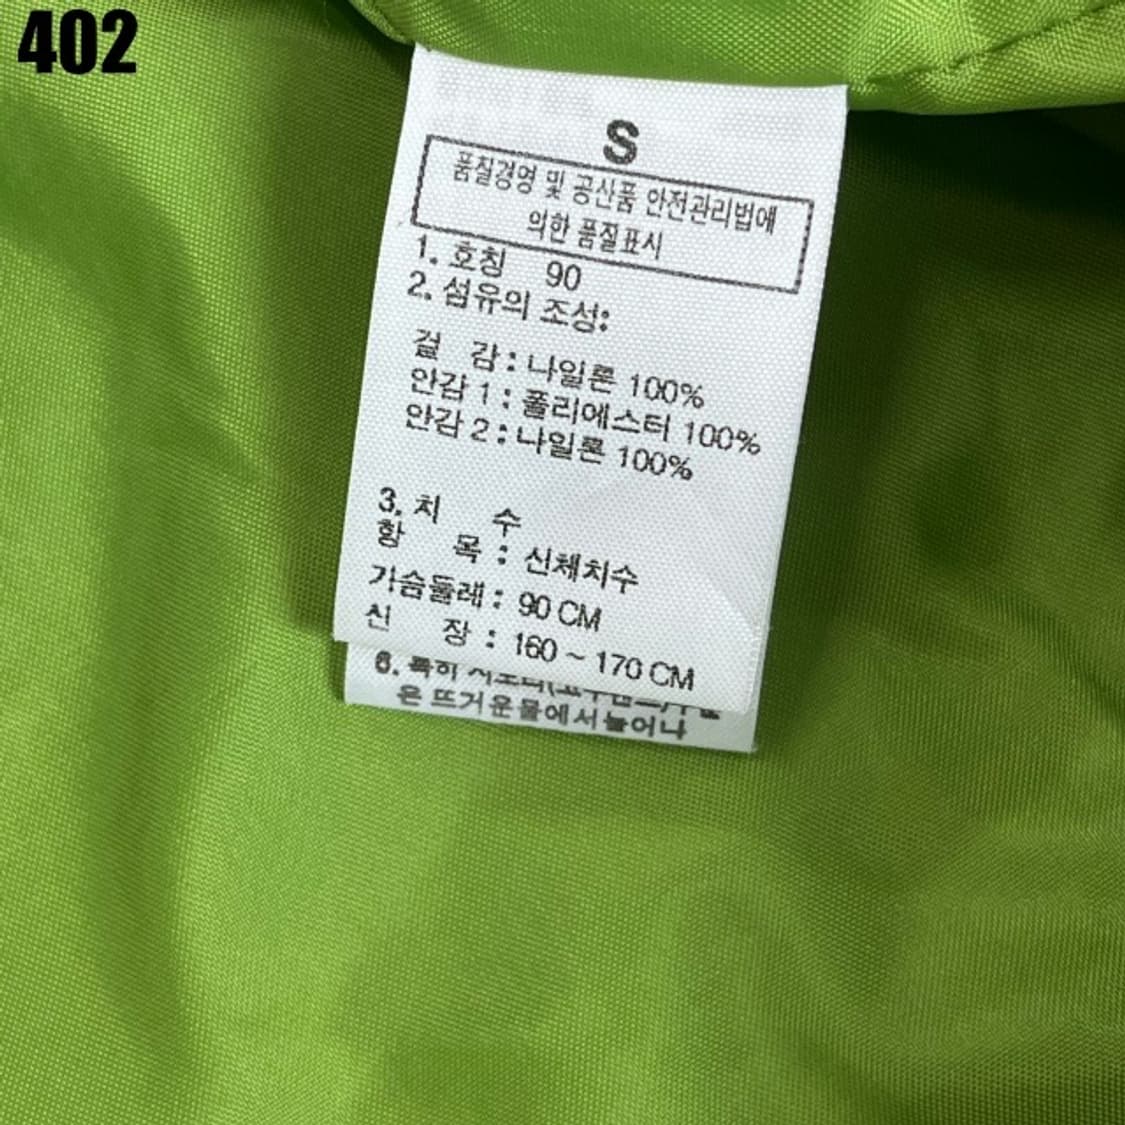 402
S
품질경영 및 공산품 안전관리법에
의한 품질표시
1. 호칭 90
2. 섬유의 조성:
겉 감 : 나일론 100%
안감 1 : 폴리에스터 100%
안감 2 : 나일론 100%
3. 치 수
항 목 : 신체치수
가슴둘레 : 90 CM
신 장 : 160 ~ 170 CM
6. 특히
은 뜨거운물에서늘어나